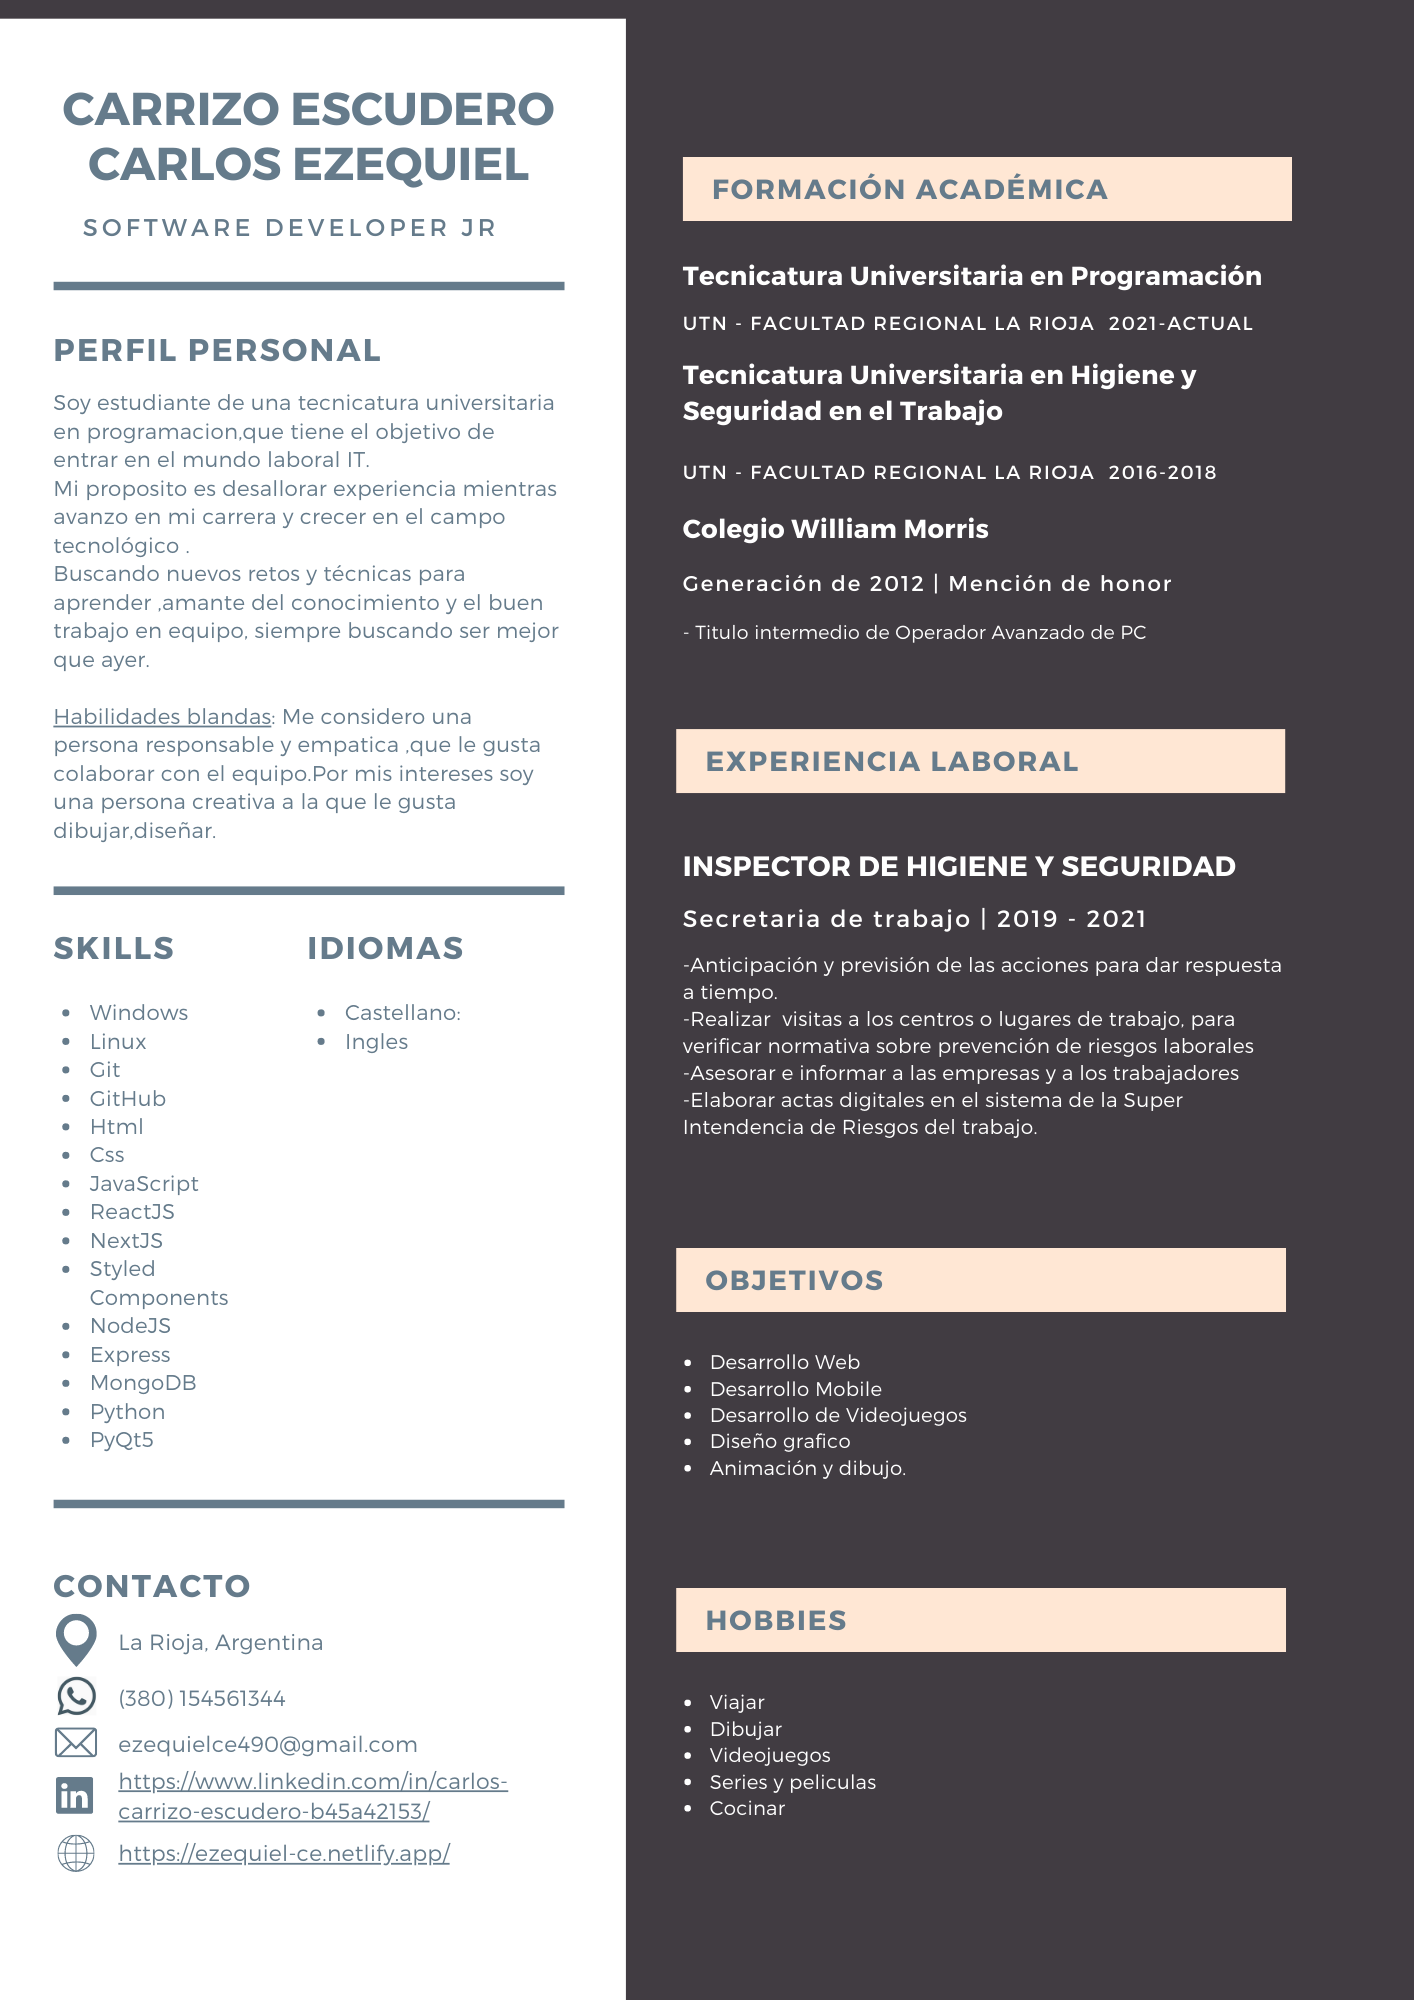 CARRIZO ESCUDERO
CARLOS EZEQUIEL
SOFTWARE DEVELOPER JR
PERFIL PERSONAL
Soy estudiante de una tecnicatura universitaria
en programacion,que tiene el objetivo de
entrar en el mundo laboral IT.
Mi proposito es desallorar experiencia mientras
avanzo en mi carrera y crecer en el campo
tecnológico .
Buscando nuevos retos y técnicas para
aprender ,amante del conocimiento y el buen
trabajo en equipo, siempre buscando ser mejor
que ayer.
Habilidades blandas: Me considero una
persona responsable y empatica ,que le gusta
colaborar con el equipo.Por mis intereses soy
una persona creativa a la que le gusta
dibujar,diseñar.
SKILLS
• Windows
• Linux
• Git
• GitHub
• Html
• Css
• JavaScript
• ReactJS
• NextJS
• Styled
Components
• NodeJS
• Express
• MongoDB
• Python
• PyQt5
IDIOMAS
• Castellano:
• Ingles
CONTACTO
La Rioja, Argentina
(380) 154561344
ezequielce490@gmail.com
in
https://www.linkedin.com/in/carlos-
carrizo-escudero-b45a42153/
https://ezequiel-ce.netlify.app/
FORMACIÓN ACADÉMICA
Tecnicatura Universitaria en Programación
UTN - FACULTAD REGIONAL LA RIOJA 2021-ACTUAL
Tecnicatura Universitaria en Higiene y
Seguridad en el Trabajo
UTN - FACULTAD REGIONAL LA RIOJA 2016-2018
Colegio William Morris
Generación de 2012 | Mención de honor
- Titulo intermedio de Operador Avanzado de PC
EXPERIENCIA LABORAL
INSPECTOR DE HIGIENE Y SEGURIDAD
Secretaria de trabajo | 2019 - 2021
-Anticipación y previsión de las acciones para dar respuesta
a tiempo.
-Realizar visitas a los centros o lugares de trabajo, para
verificar normativa sobre prevención de riesgos laborales
-Asesorar e informar a las empresas y a los trabajadores
-Elaborar actas digitales en el sistema de la Super
Intendencia de Riesgos del trabajo.
OBJETIVOS
• Desarrollo Web
• Desarrollo Mobile
• Desarrollo de Videojuegos
• Diseño grafico
• Animación y dibujo.
HOBBIES
• Viajar
• Dibujar
• Videojuegos
• Series y peliculas
• Cocinar